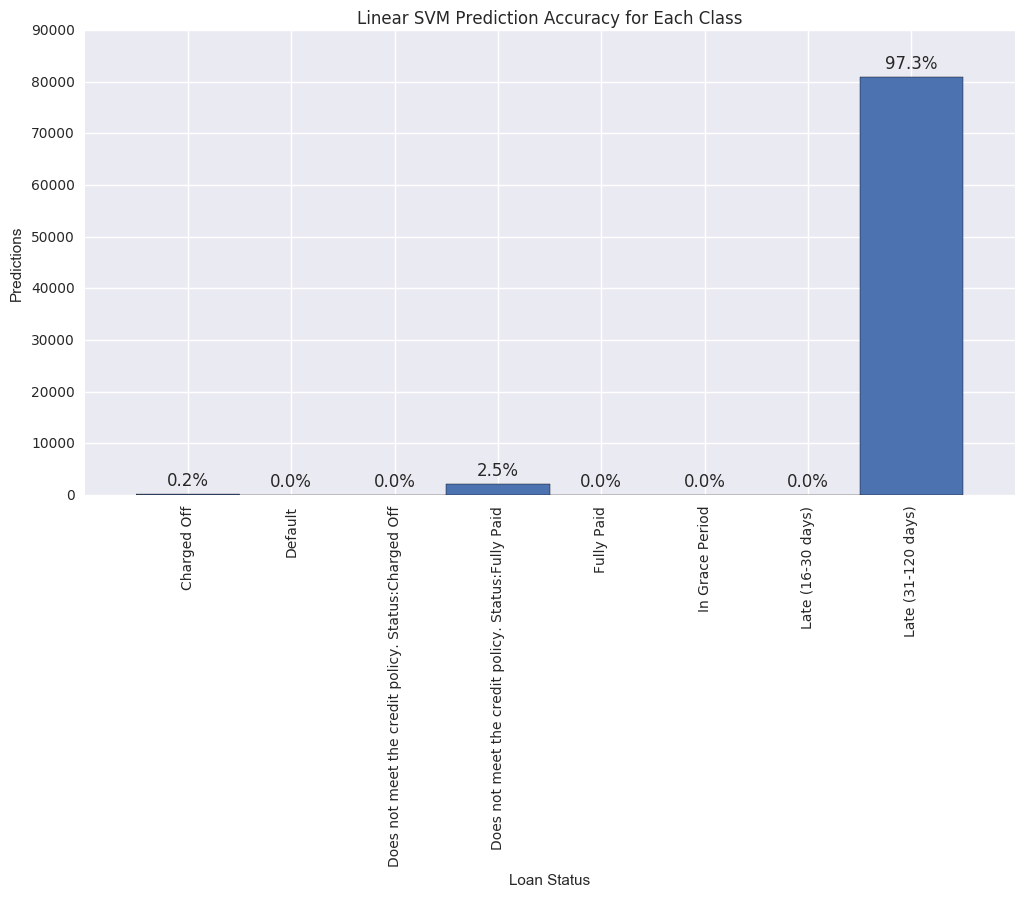 Linear SVM Prediction Accuracy for Each Class
90000
80000
70000
60000
50000
40000
30000
20000
10000
0
Predictions
0.2%
0.0%
0.0%
2.5%
0.0%
0.0%
0.0%
97.3%
Charged Off
Default
Does not meet the credit policy. Status:Charged Off
Does not meet the credit policy. Status:Fully Paid
Fully Paid
In Grace Period
Late (16-30 days)
Late (31-120 days)
Loan Status